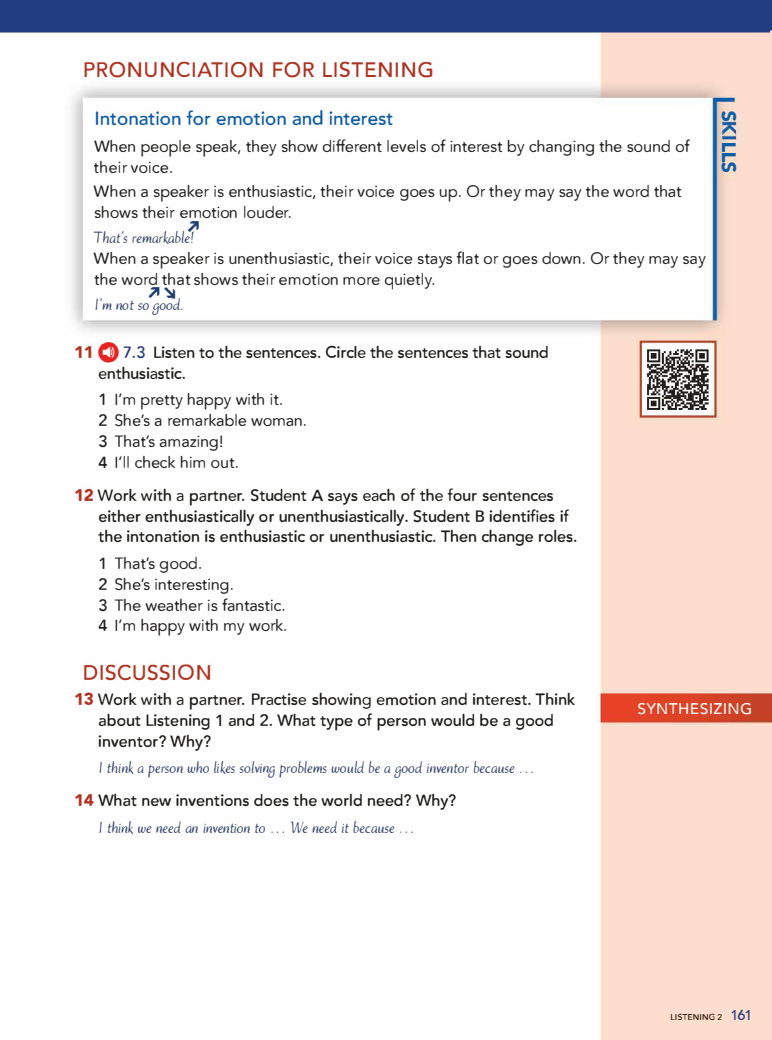 PRONUNCIATION FOR LISTENING
Intonation for emotion and interest
When people speak, they show different levels of interest by changing the sound of
their voice.
When a speaker is enthusiastic, their voice goes up. Or they may say the word that
shows their emotion louder.
That's remarkable!
When a speaker is unenthusiastic, their voice stays flat or goes down. Or they may say
the word that shows their emotion more quietly.
I'm not so good.
SKILLS
11 7.3 Listen to the sentences. Circle the sentences that sound
enthusiastic.
1 I'm pretty happy with it.
2 She's a remarkable woman.
3 That's amazing!
4 I'll check him out.
12 Work with a partner. Student A says each of the four sentences
either enthusiastically or unenthusiastically. Student B identifies if
the intonation is enthusiastic or unenthusiastic. Then change roles.
1 That's good.
2 She's interesting.
3 The weather is fantastic.
4 I'm happy with my work.
DISCUSSION
13 Work with a partner. Practise showing emotion and interest. Think
about Listening 1 and 2. What type of person would be a good
inventor? Why?
SYNTHESIZING
I think a person who likes solving problems would be a good inventor because ...
14 What new inventions does the world need? Why?
I think we need an invention to ... We need it because ...
LISTENING 2 161